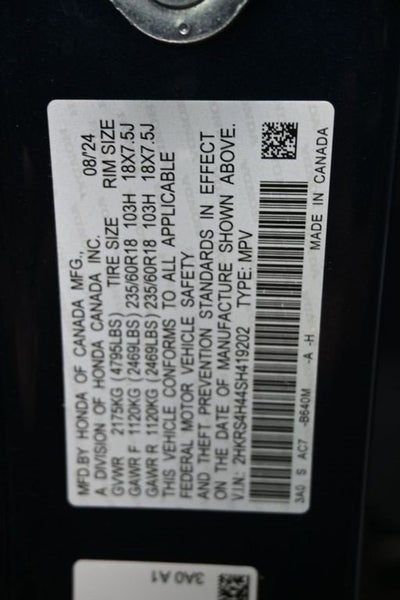 MFD.BY HONDA OF CANADA MFG., 08/24
A DIVISION OF HONDA CANADA INC.
GVWR 2175KG (4795LBS) TIRE SIZE RIM SIZE
GAWR F 1120KG (2469LBS) 235/60R18 103H 18X7.5J
GAWR R 1120KG (2469LBS) 235/60R18 103H 18X7.5J
THIS VEHICLE CONFORMS TO ALL APPLICABLE
FEDERAL MOTOR VEHICLE SAFETY
AND THEFT PREVENTION STANDARDS IN EFFECT
ON THE DATE OF MANUFACTURE SHOWN ABOVE.
V.I.N.: 2HKRS4H44SH419202 TYPE: MPV
3A0 S AC7 -B640M -A -H MADE IN CANADA
3A0 A1